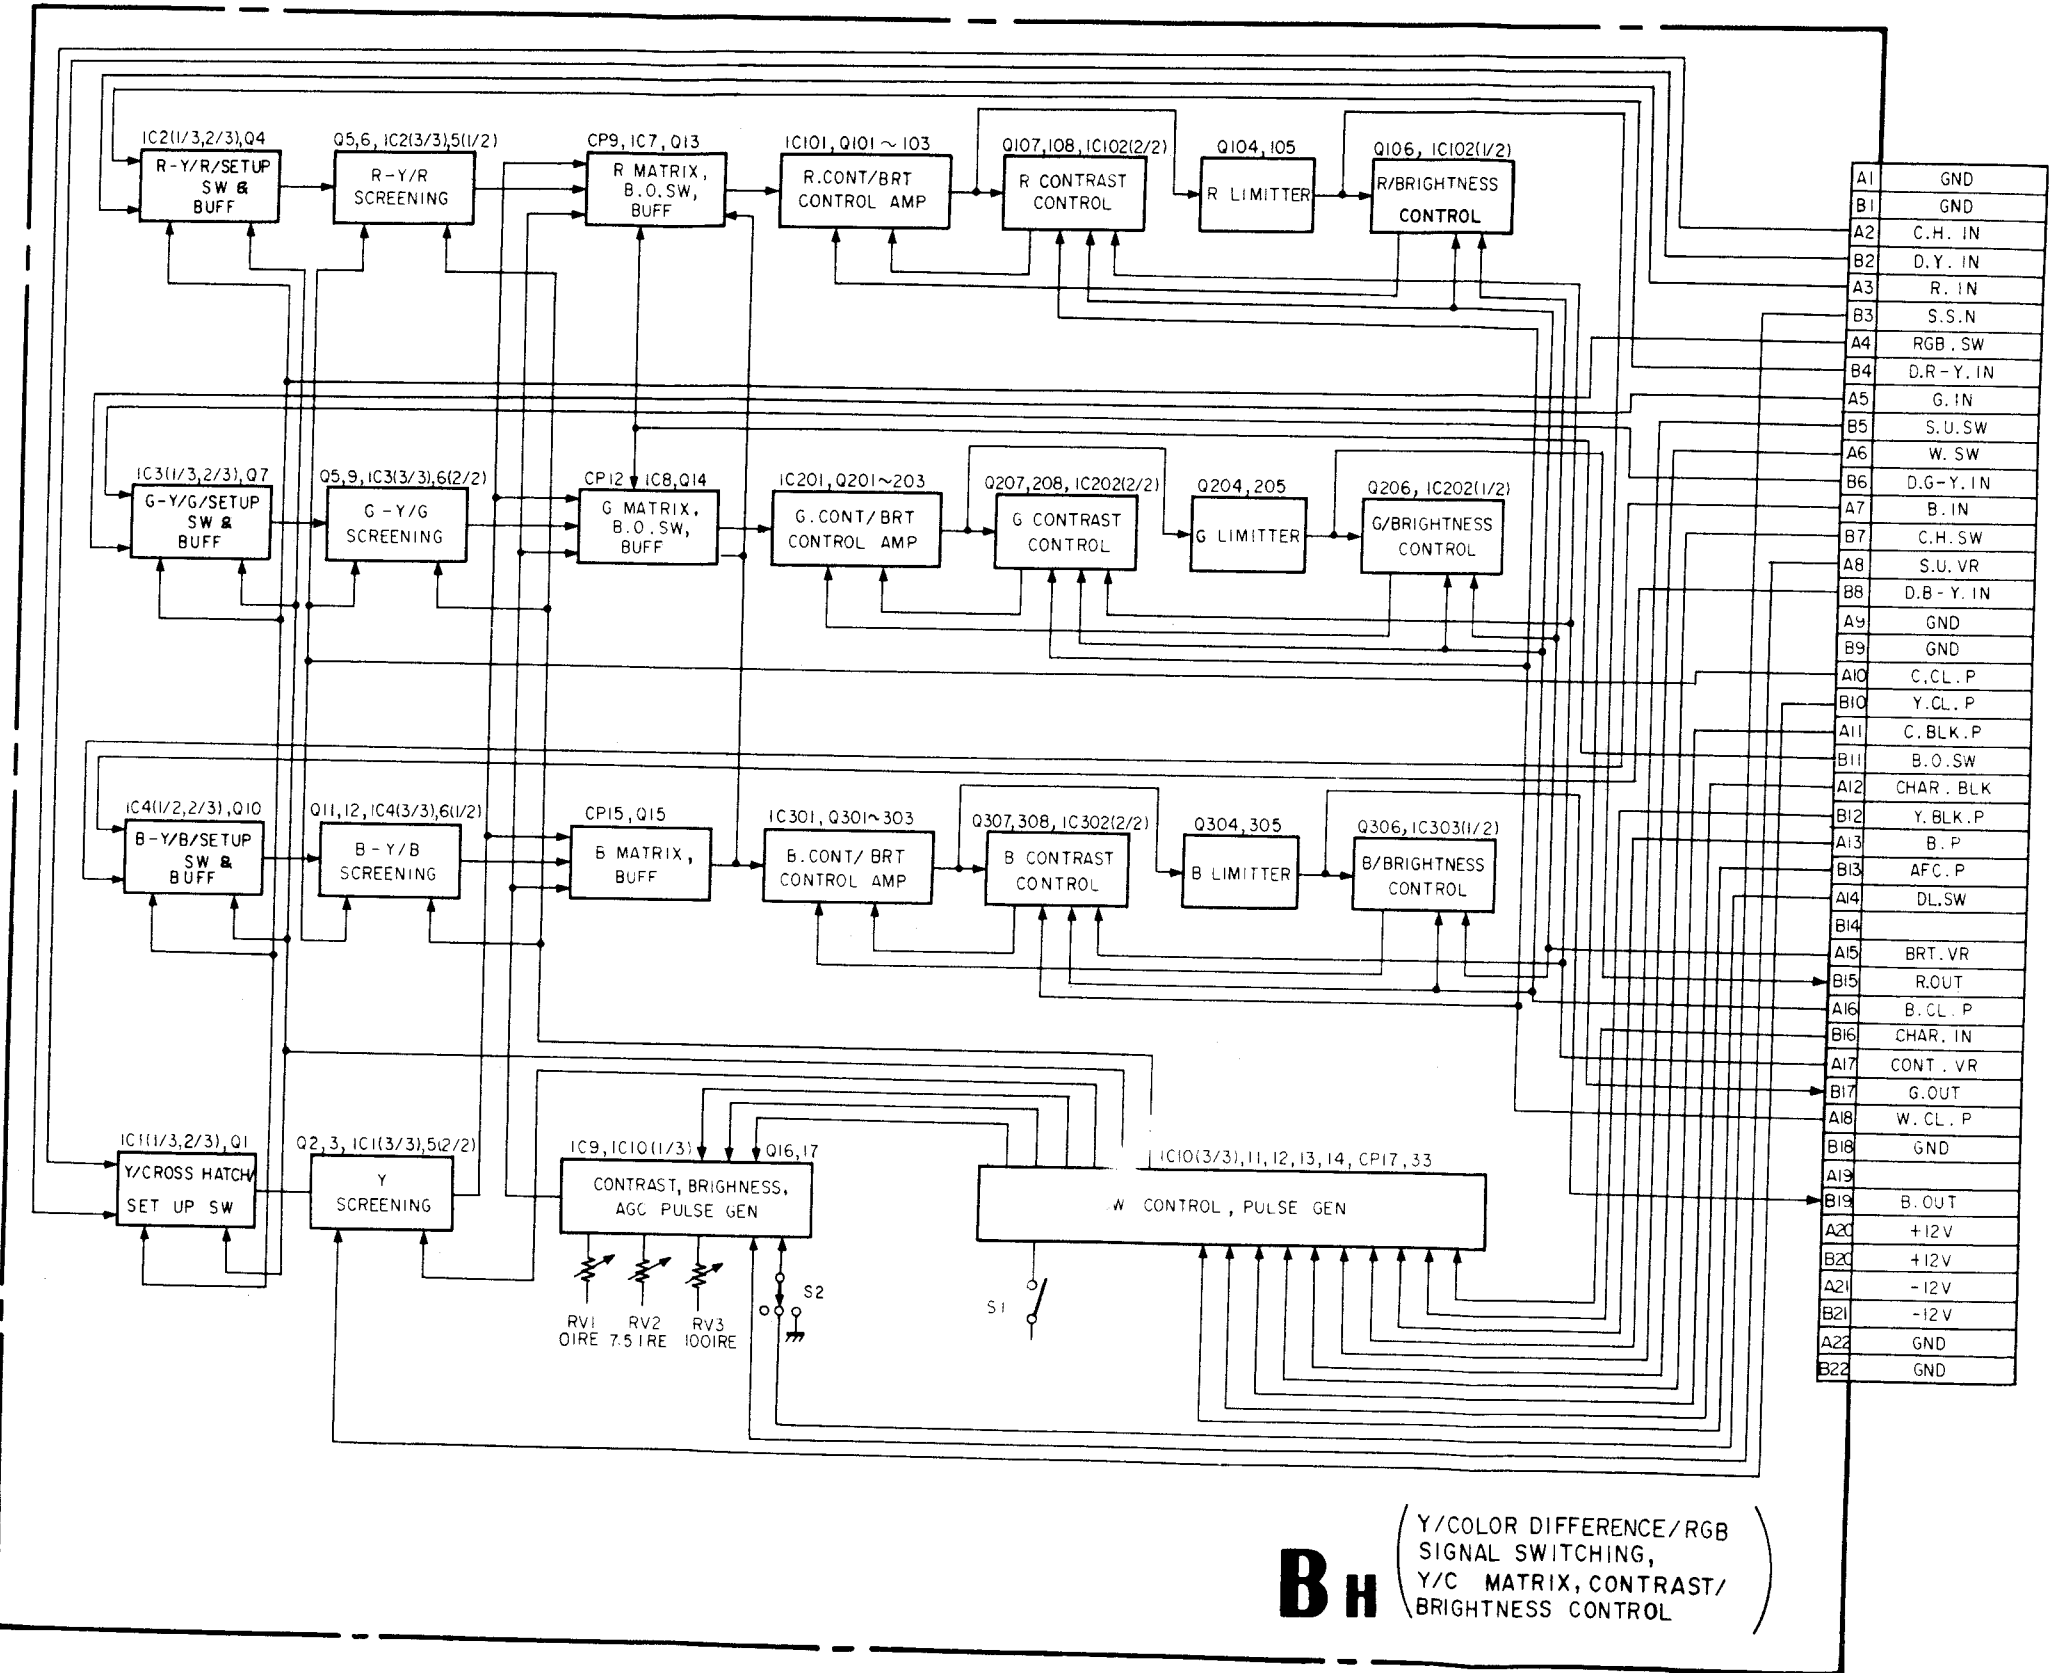 IC2(1/3,2/3),Q4
R-Y/R/SETUP
SW &
BUFF
Q5,6,IC2(3/3),5(1/2)
R-Y/R
SCREENING
CP9, IC7, Q13
R MATRIX,
B.O.SW,
BUFF
IC101, Q101~103
R.CONT/BRT
CONTROL AMP
Q107,108, IC102(2/2)
R CONTRAST
CONTROL
Q104, 105
R LIMITTER
Q106, IC102(1/2)
R/BRIGHTNESS
CONTROL
IC3(1/3,2/3),Q7
G-Y/G/SETUP
SW &
BUFF
Q5,9,IC3(3/3),6(2/2)
G-Y/G
SCREENING
CP12 IC8,Q14
G MATRIX,
B.O.SW,
BUFF
IC201, Q201~203
G.CONT/BRT
CONTROL AMP
Q207,208, IC202(2/2)
G CONTRAST
CONTROL
Q204,205
G LIMITTER
Q206, IC202(1/2)
G/BRIGHTNESS
CONTROL
IC4(1/2,2/3),Q10
B-Y/B/SETUP
SW &
BUFF
Q11,12,IC4(3/3),6(1/2)
B-Y/B
SCREENING
CP15, Q15
B MATRIX,
BUFF
IC301, Q301~303
B.CONT/BRT
CONTROL AMP
Q307,308, IC302(2/2)
B CONTRAST
CONTROL
Q304,305
B LIMITTER
Q306, IC303(1/2)
B/BRIGHTNESS
CONTROL
IC1(1/3,2/3),Q1
Y/CROSS HATCH/
SET UP SW
Q2,3, IC1(3/3),5(2/2)
Y
SCREENING
IC9, IC10(1/3)
Q16,17
CONTRAST, BRIGHNESS,
AGC PULSE GEN
RV1
0IRE
RV2
7.5IRE
RV3
100IRE
S2
IC10(3/3),11,12,13,14, CP17,33
W CONTROL, PULSE GEN
S1
A1 GND
B1 GND
A2 C.H. IN
B2 D.Y. IN
A3 R. IN
B3 S.S.N
A4 RGB.SW
B4 D.R-Y.IN
A5 G.IN
B5 S.U.SW
A6 W.SW
B6 D.G-Y.IN
A7 B.IN
B7 C.H.SW
A8 S.U.VR
B8 D.B-Y.IN
A9 GND
B9 GND
A10 C.CL.P
B10 Y.CL.P
A11 C.BLK.P
B11 B.O.SW
A12 CHAR.BLK
B12 Y.BLK.P
A13 B.P
B13 AFC.P
A14 DL.SW
B14
A15 BRT.VR
B15 R.OUT
A16 B.CL.P
B16 CHAR.IN
A17 CONT.VR
B17 G.OUT
A18 W.CL.P
B18 GND
A19
B19 B.OUT
A20 +12V
B20 +12V
A21 -12V
B21 -12V
A22 GND
B22 GND
BH
(Y/COLOR DIFFERENCE/RGB
SIGNAL SWITCHING,
Y/C MATRIX, CONTRAST/
BRIGHTNESS CONTROL)